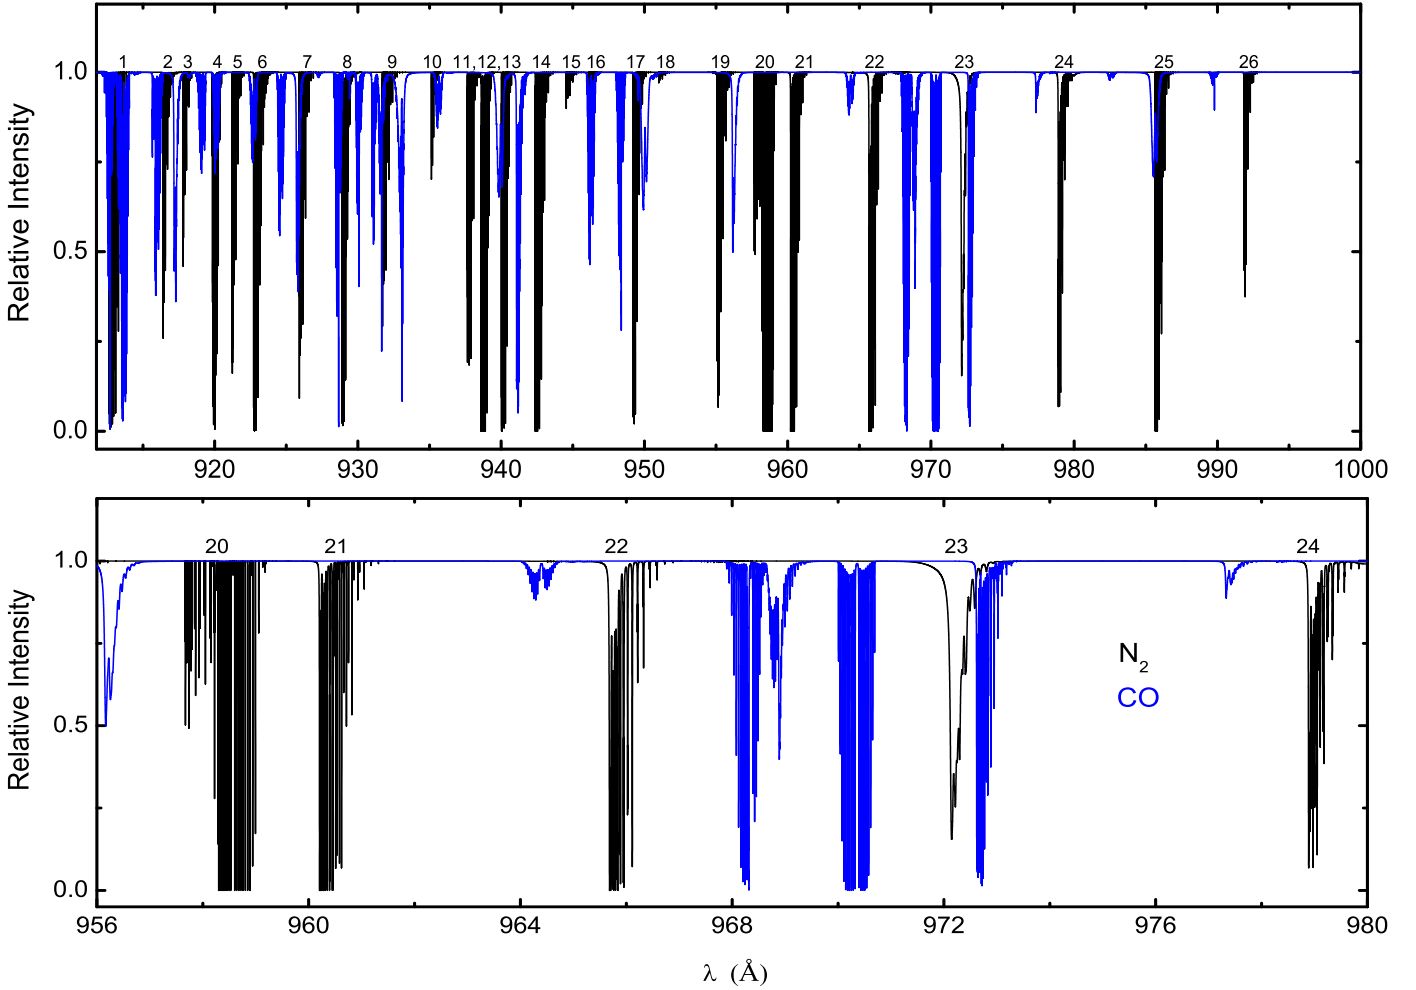 1 2 3 4 5 6 7 8 9 10 11,12,13 14 15 16 17 18 19 20 21 22 23 24 25 26
1.0
0.5
0.0
Relative Intensity
920 930 940 950 960 970 980 990 1000
20 21 22 23 24
1.0
0.5
0.0
Relative Intensity
N2
CO
956 960 964 968 972 976 980
λ (Å)